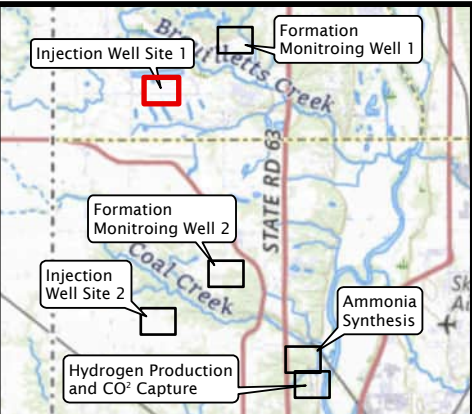 Brouilletts Creek
Formation
Monitroing Well 1
Injection Well Site 1
STATE RD 63
Formation
Monitroing Well 2
Coal Creek
Injection
Well Site 2
Ammonia
Synthesis
Hydrogen Production
and CO² Capture